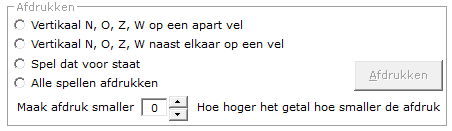 Afdrukken
Vertikaal N, O, Z, W op een apart vel
Vertikaal N, O, Z, W naast elkaar op een vel
Spel dat voor staat
Alle spellen afdrukken
Afdrukken
Maak afdruk smaller 0 Hoe hoger het getal hoe smaller de afdruk